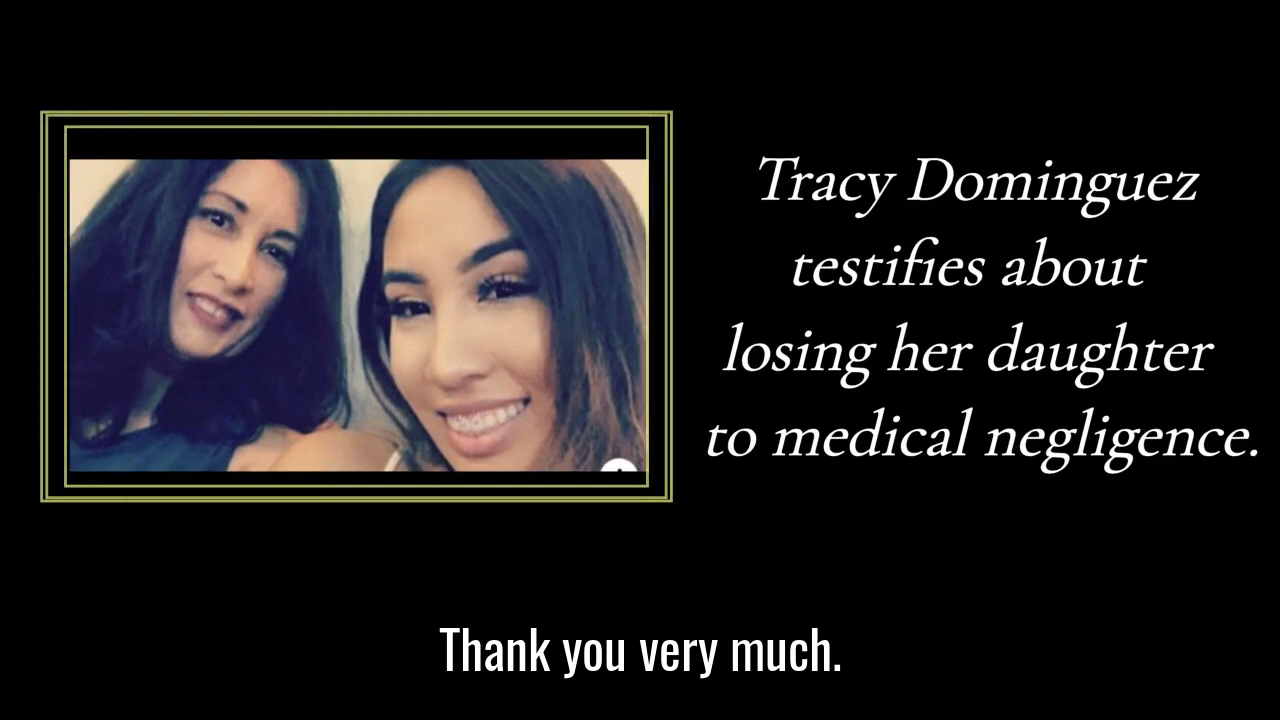 Tracy Dominguez
testifies about
losing her daughter
to medical negligence.
Thank you very much.